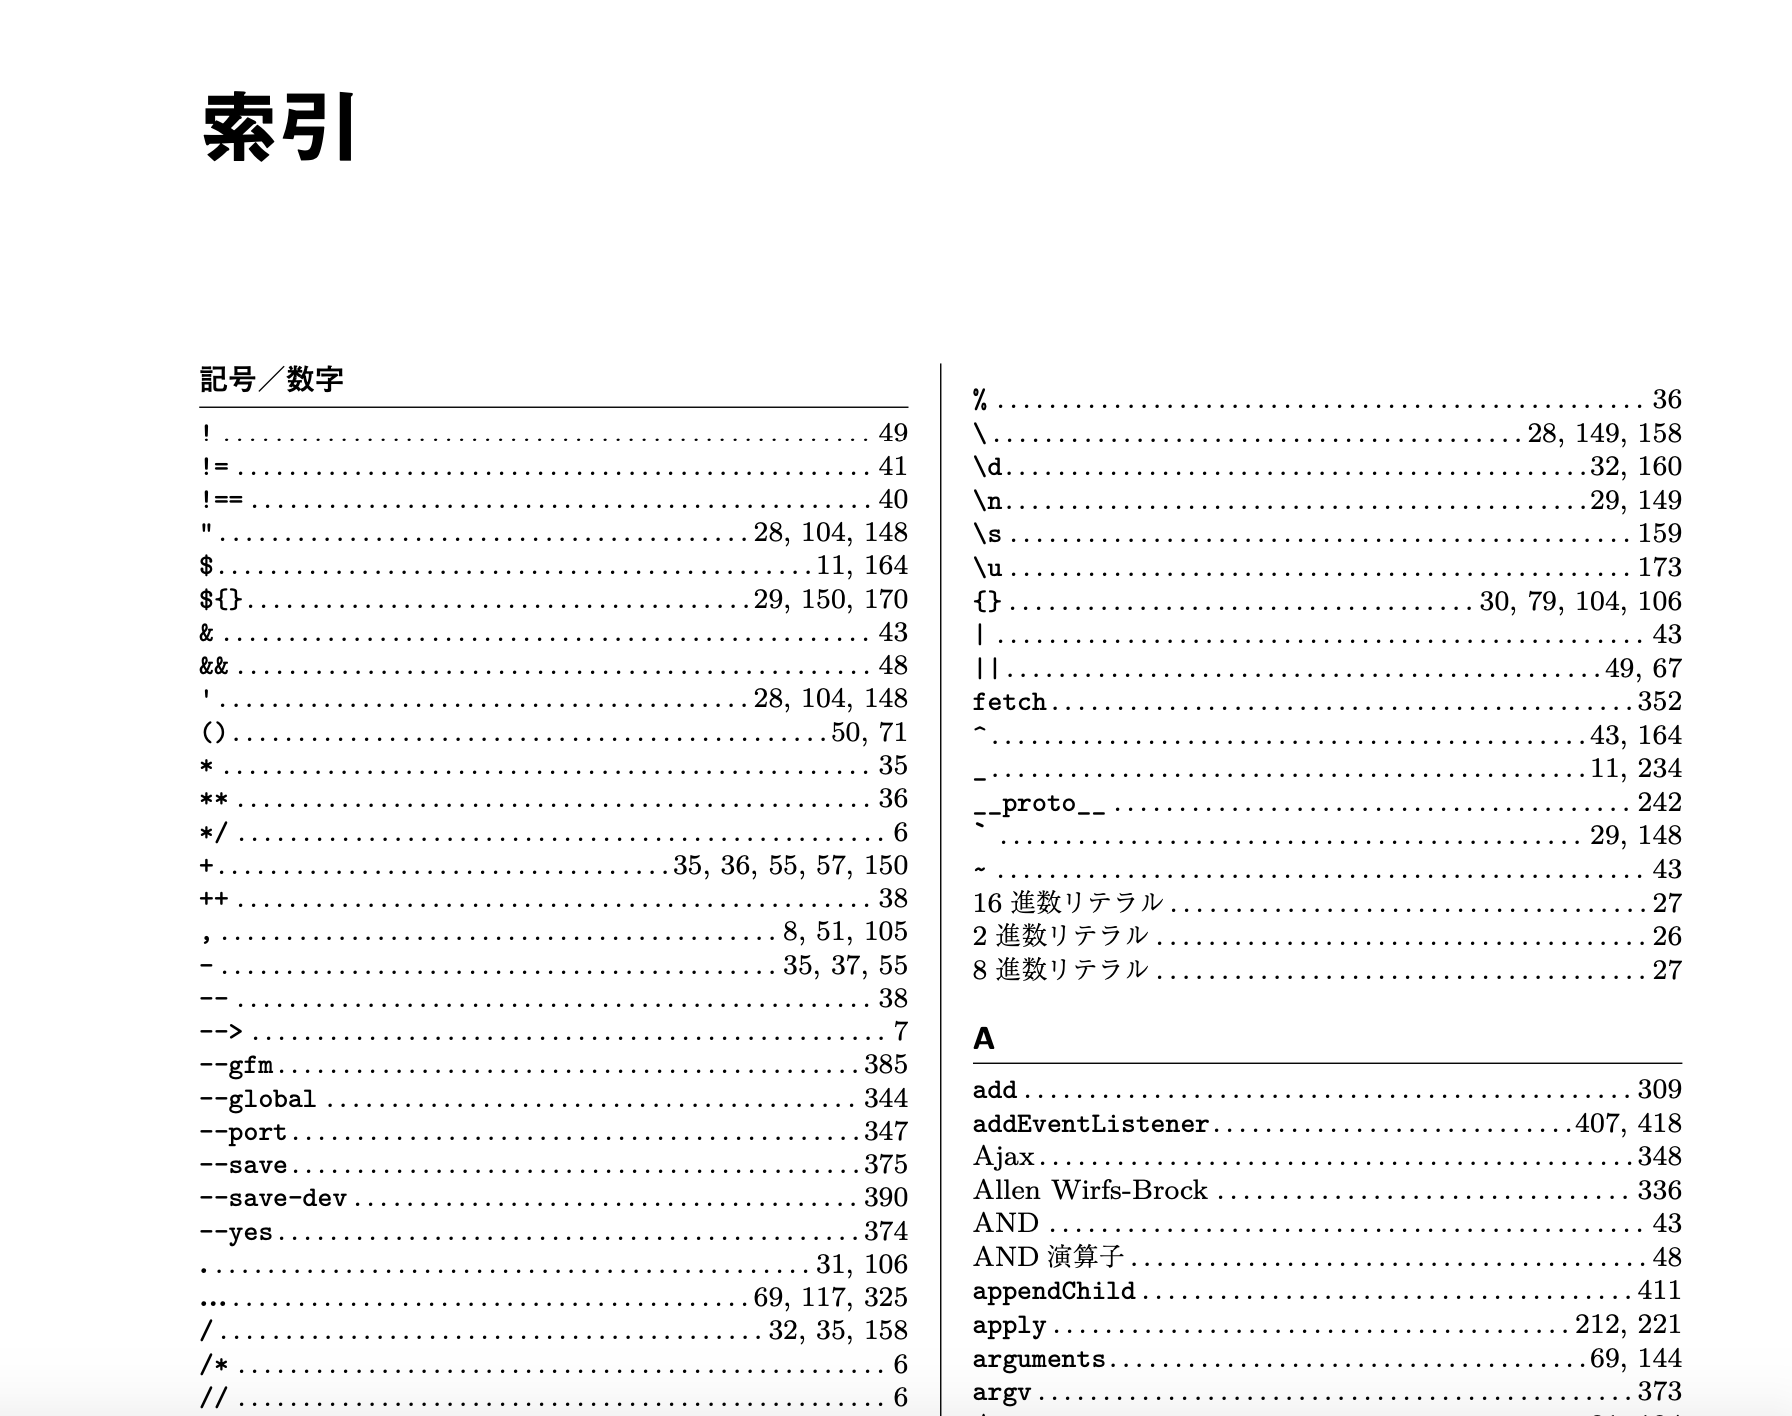 索引
記号／数字
! 49
!= 41
!== 40
" 28, 104, 148
$ 11, 164
${} 29, 150, 170
& 43
&& 48
' 28, 104, 148
() 50, 71
* 35
** 36
*/ 6
+ 35, 36, 55, 57, 150
++ 38
, 8, 51, 105
- 35, 37, 55
-- 38
--> 7
--gfm 385
--global 344
--port 347
--save 375
--save-dev 390
--yes 374
. 31, 106
... 69, 117, 325
/ 32, 35, 158
/* 6
// 6
% 36
\ 28, 149, 158
\d 32, 160
\n 29, 149
\s 159
\u 173
{} 30, 79, 104, 106
| 43
|| 49, 67
fetch 352
^ 43, 164
_ 11, 234
__proto__ 242
` 29, 148
~ 43
16 進数リテラル 27
2 進数リテラル 26
8 進数リテラル 27
A
add 309
addEventListener 407, 418
Ajax 348
Allen Wirfs-Brock 336
AND 43
AND 演算子 48
appendChild 411
apply 212, 221
arguments 69, 144
argv 373